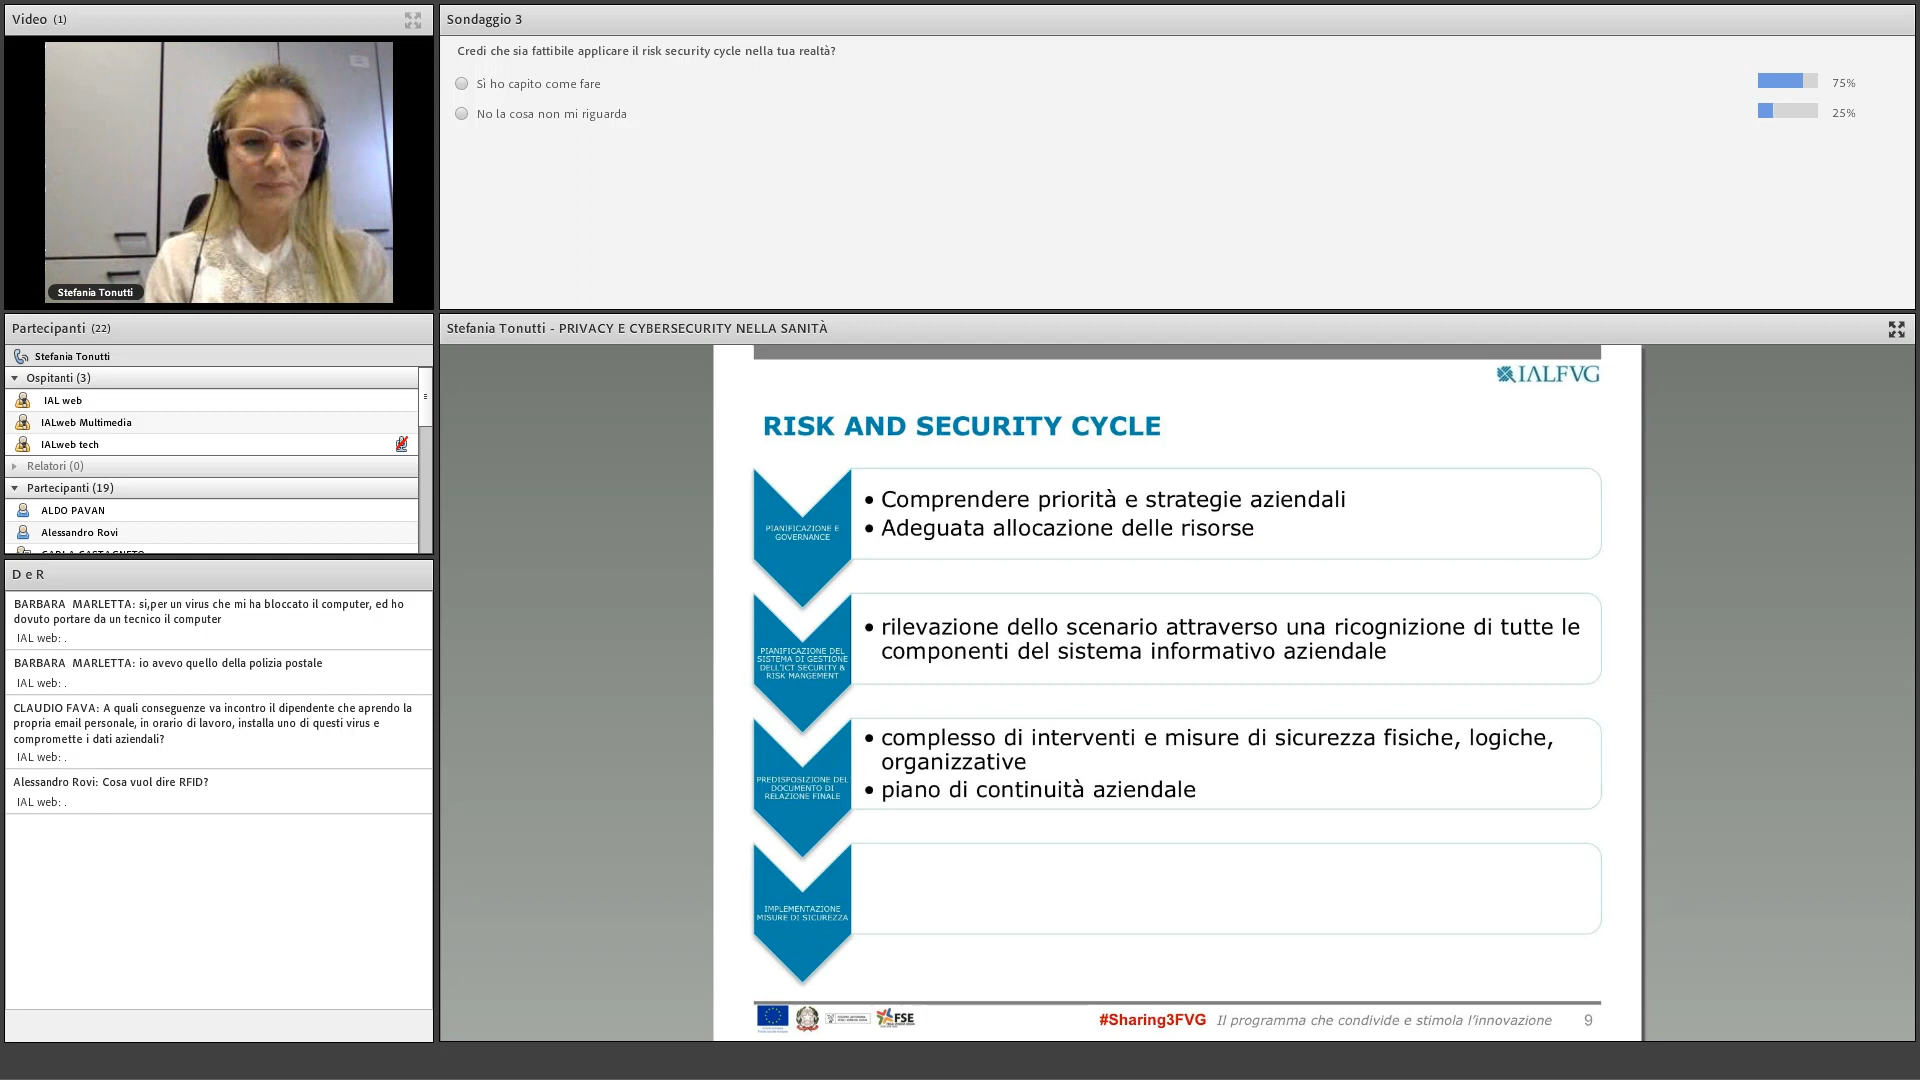 Video (1)
Stefania Tonutti
Sondaggio 3
Credi che sia fattibile applicare il risk security cycle nella tua realtà?
Sì ho capito come fare
75%
No la cosa non mi riguarda
25%
Partecipanti (22)
Stefania Tonutti
Ospitanti (3)
IAL web
IALweb Multimedia
IALweb tech
Relatori (0)
Partecipanti (19)
ALDO PAVAN
Alessandro Rovi
D e R
BARBARA MARLETTA: si,per un virus che mi ha bloccato il computer, ed ho
dovuto portare da un tecnico il computer
IAL web: .
BARBARA MARLETTA: io avevo quello della polizia postale
IAL web: .
CLAUDIO FAVA: A quali conseguenze va incontro il dipendente che aprendo la
propria email personale, in orario di lavoro, installa uno di questi virus e
compromette i dati aziendali?
IAL web: .
Alessandro Rovi: Cosa vuol dire RFID?
IAL web: .
Stefania Tonutti - PRIVACY E CYBERSECURITY NELLA SANITÀ
IALFVG
RISK AND SECURITY CYCLE
PIANIFICAZIONE E
GOVERNANCE
• Comprendere priorità e strategie aziendali
• Adeguata allocazione delle risorse
PIANIFICAZIONE DEL
SISTEMA DI GESTIONE
DELL'ICT SECURITY &
RISK MANGEMENT
• rilevazione dello scenario attraverso una ricognizione di tutte le
componenti del sistema informativo aziendale
PREDISPOSIZIONE DEL
DOCUMENTO DI
RELAZIONE FINALE
• complesso di interventi e misure di sicurezza fisiche, logiche,
organizzative
• piano di continuità aziendale
IMPLEMENTAZIONE
MISURE DI SICUREZZA
FSE
#Sharing3FVG Il programma che condivide e stimola l'innovazione 9